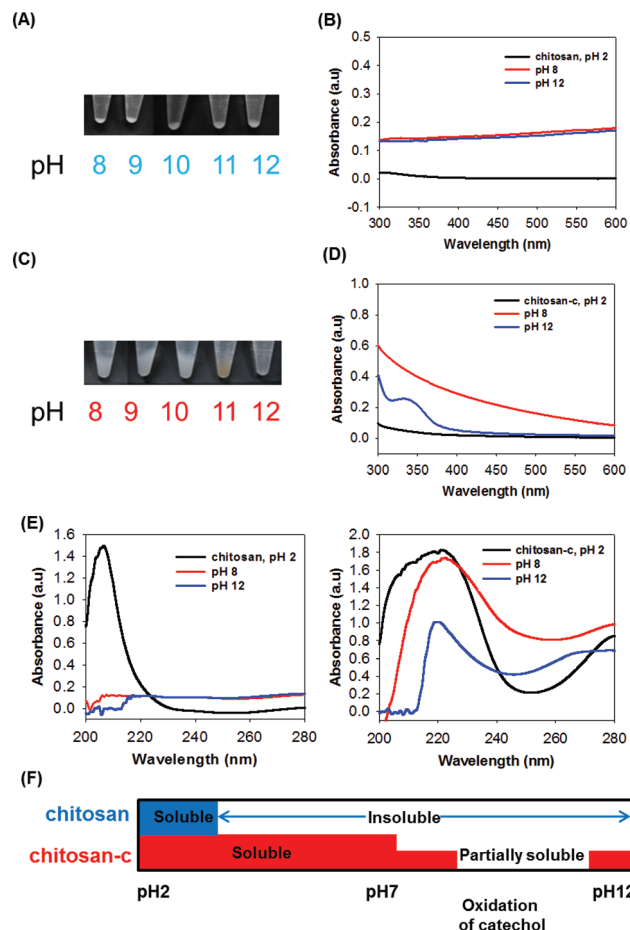 (A)
pH 8 9 10 11 12
(B)
Absorbance (a.u)
0.5
0.4
0.3
0.2
0.1
0.0
-0.1
chitosan, pH 2
pH 8
pH 12
300 350 400 450 500 550 600
Wavelength (nm)
(C)
pH 8 9 10 11 12
(D)
Absorbance (a.u)
1.0
0.8
0.6
0.4
0.2
0.0
chitosan-c, pH 2
pH 8
pH 12
300 350 400 450 500 550 600
Wavelength (nm)
(E)
Absorbance (a.u)
1.6
1.4
1.2
1.0
0.8
0.6
0.4
0.2
0.0
chitosan, pH 2
pH 8
pH 12
200 220 240 260 280
Wavelength (nm)
Absorbance (a.u)
2.0
1.8
1.6
1.4
1.2
1.0
0.8
0.6
0.4
0.2
0.0
chitosan-c, pH 2
pH 8
pH 12
200 220 240 260 280
Wavelength (nm)
(F)
chitosan Soluble Insoluble
chitosan-c Soluble Partially soluble
pH2 pH7 pH12
Oxidation
of catechol